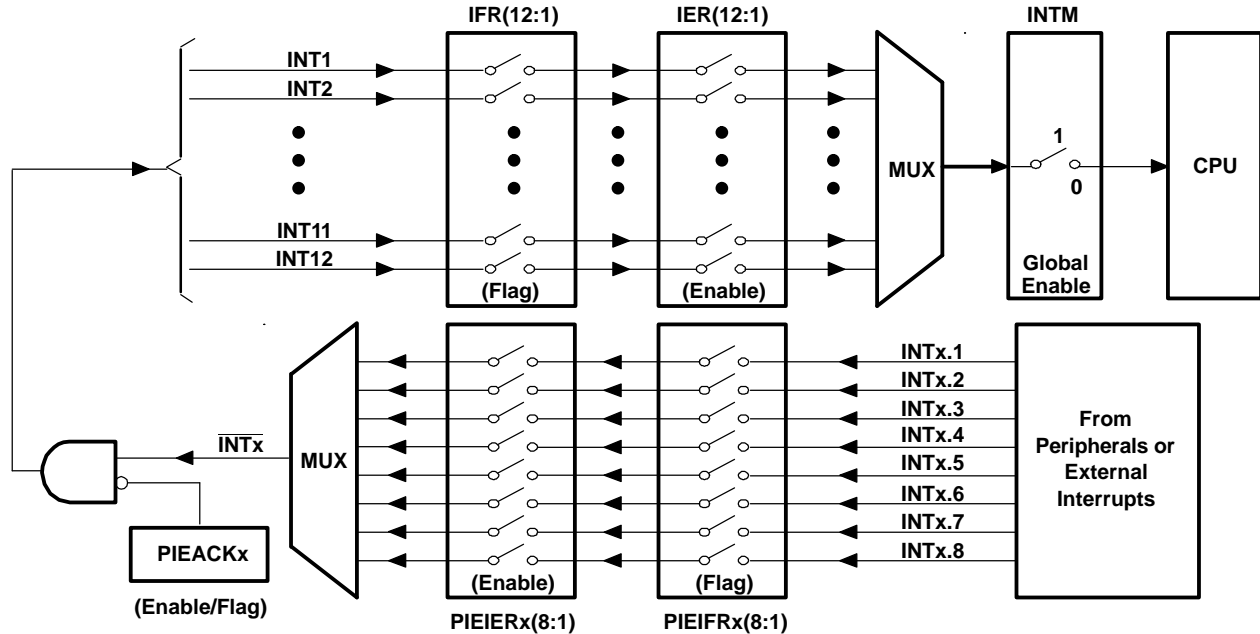 IFR(12:1)
IER(12:1)
INTM
INT1
INT2
INT11
INT12
(Flag)
(Enable)
MUX
1
0
Global
Enable
CPU
INTx
MUX
PIEACKx
(Enable/Flag)
(Enable)
PIEIERx(8:1)
(Flag)
PIEIFRx(8:1)
INTx.1
INTx.2
INTx.3
INTx.4
INTx.5
INTx.6
INTx.7
INTx.8
From
Peripherals or
External
Interrupts